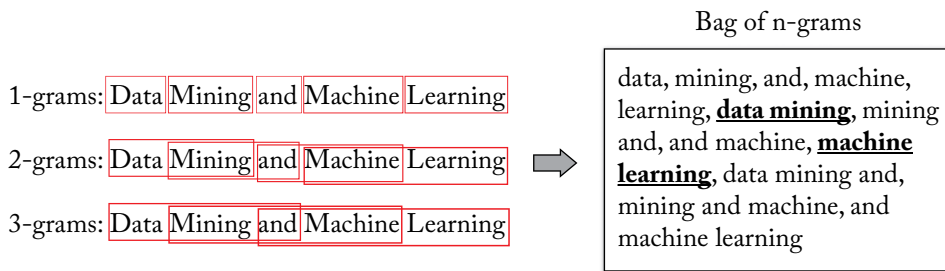 Bag of n-grams
1-grams: Data Mining and Machine Learning
2-grams: Data Mining and Machine Learning
3-grams: Data Mining and Machine Learning
data, mining, and, machine,
learning, data mining, mining
and, and machine, machine
learning, data mining and,
mining and machine, and
machine learning